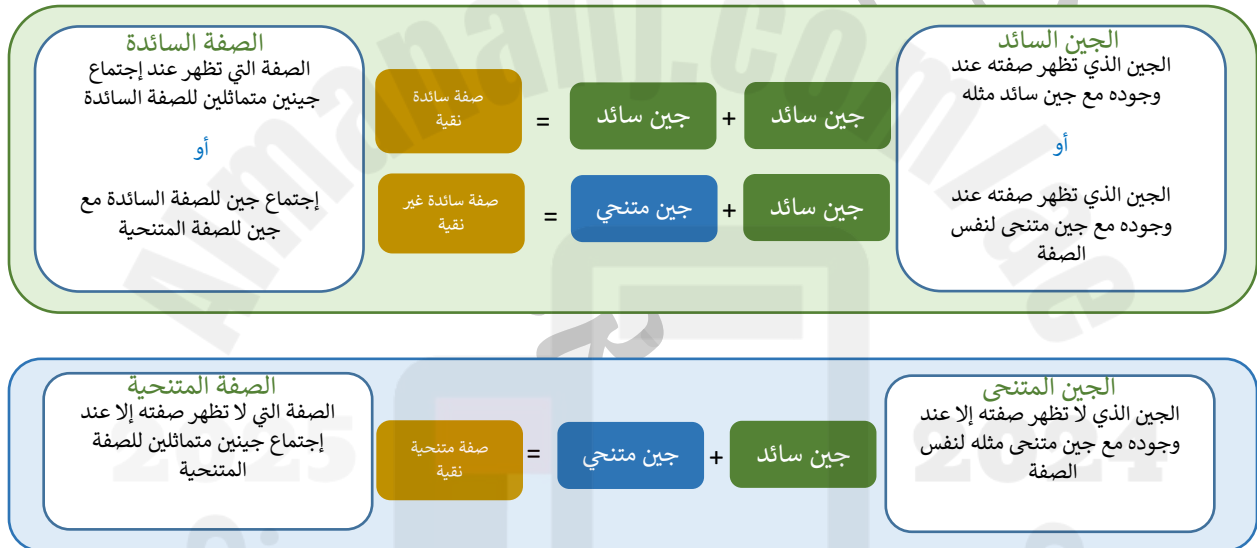 الجين السائد
الجين الذي تظهر صفته عند
وجوده مع جين سائد مثله
أو
الجين الذي تظهر صفته عند
وجوده مع جين متنحى لنفس
الصفة
جين سائد + جين سائد = صفة سائدة
نقية
جين سائد + جين متنحي = صفة سائدة غير
نقية
الصفة السائدة
الصفة التي تظهر عند إجتماع
جينين متماثلين للصفة السائدة
أو
إجتماع جين للصفة السائدة مع
جين للصفة المتنحية
الجين المتنحى
الجين الذي لا تظهر صفته إلا عند
وجوده مع جين متنحى مثله لنفس
الصفة
جين سائد + جين متنحي = صفة متنحية
نقية
الصفة المتنحية
الصفة التي لا تظهر صفته إلا عند
إجتماع جينين متماثلين للصفة
المتنحية
Almanahj.com/ae
2025
2024